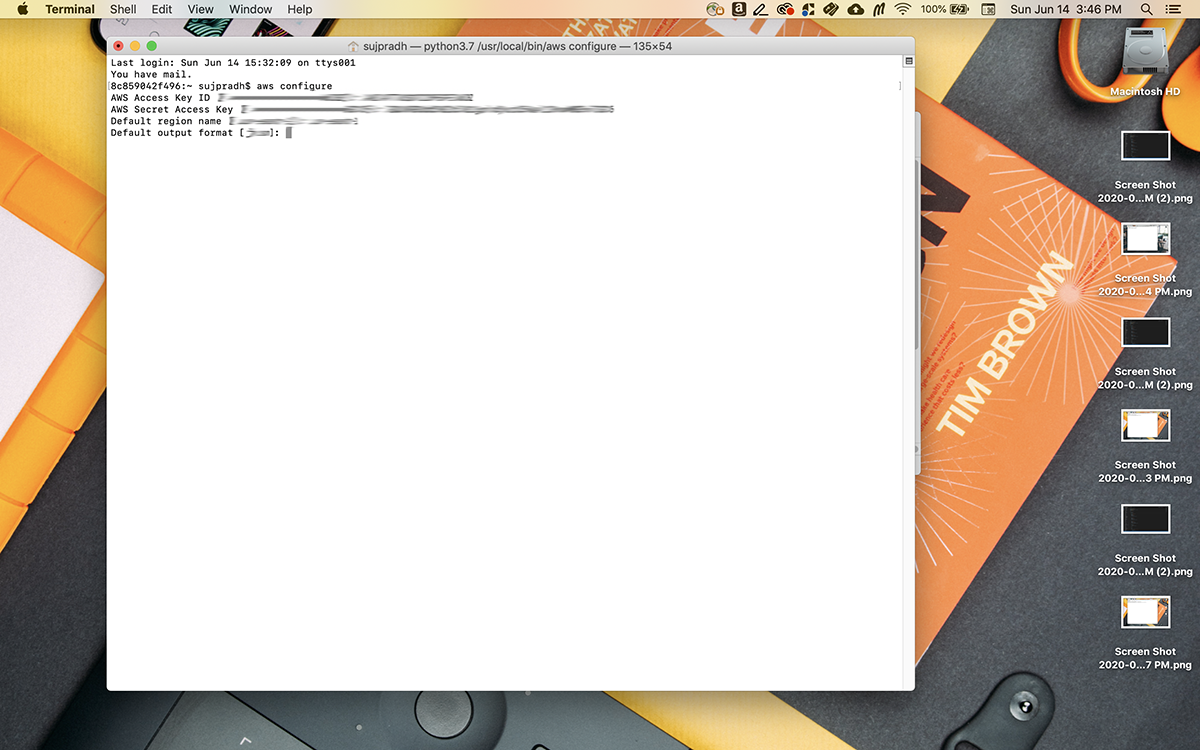 Terminal Shell Edit View Window Help 100% Sun Jun 14 3:46 PM
sujpradh — python3.7 /usr/local/bin/aws configure — 135×54
Last login: Sun Jun 14 15:32:09 on ttys001
You have mail.
[8c859042f496:~ sujpradh$ aws configure ]
AWS Access Key ID
AWS Secret Access Key
Default region name
Default output format [json]:
TIM BROWN
Macintosh HD
Screen Shot
2020-0...M (2).png
Screen Shot
2020-0...4 PM.png
Screen Shot
2020-0...M (2).png
Screen Shot
2020-0...3 PM.png
Screen Shot
2020-0...M (2).png
Screen Shot
2020-0...7 PM.png